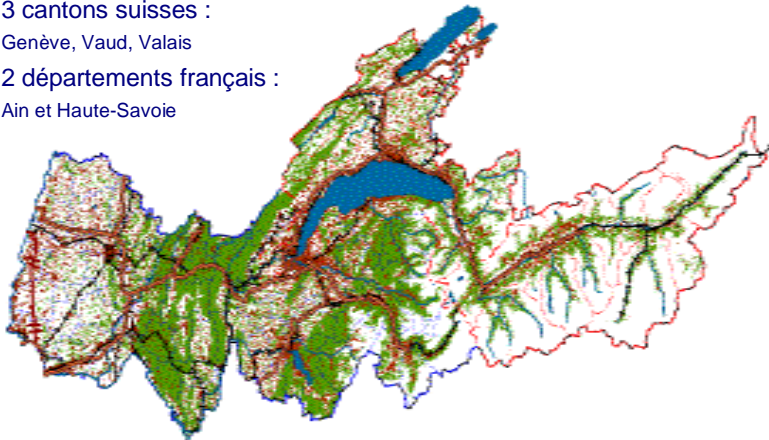 3 cantons suisses :
Genève, Vaud, Valais
2 départements français :
Ain et Haute-Savoie